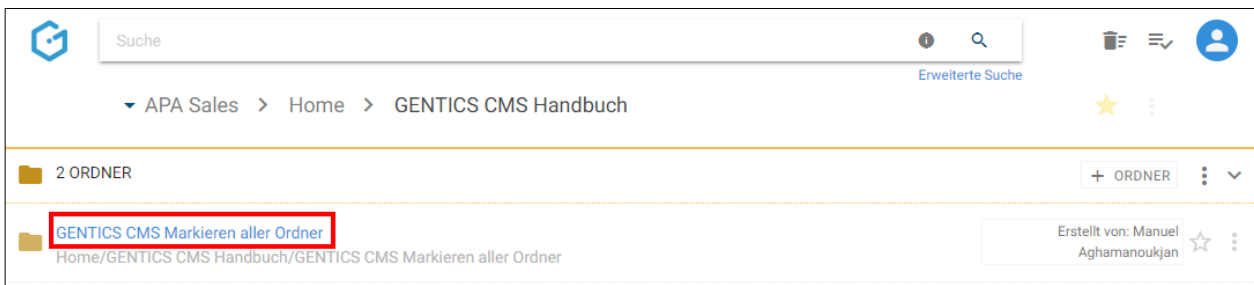 Suche
Erweiterte Suche
APA Sales > Home > GENTICS CMS Handbuch
2 ORDNER
+ ORDNER
GENTICS CMS Markieren aller Ordner
Home/GENTICS CMS Handbuch/GENTICS CMS Markieren aller Ordner
Erstellt von: Manuel
Aghamanoukjan